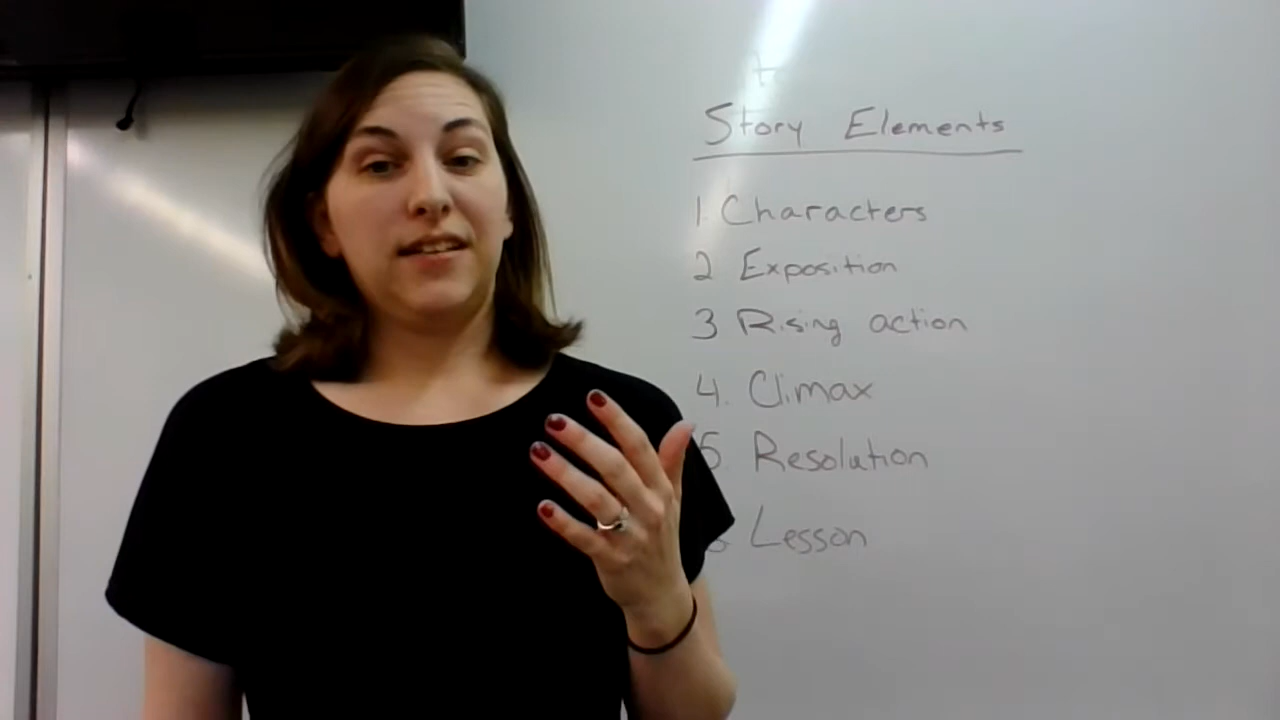 Story Elements
1. Characters
2 Exposition
3 Rising action
4. Climax
5. Resolution
Lesson